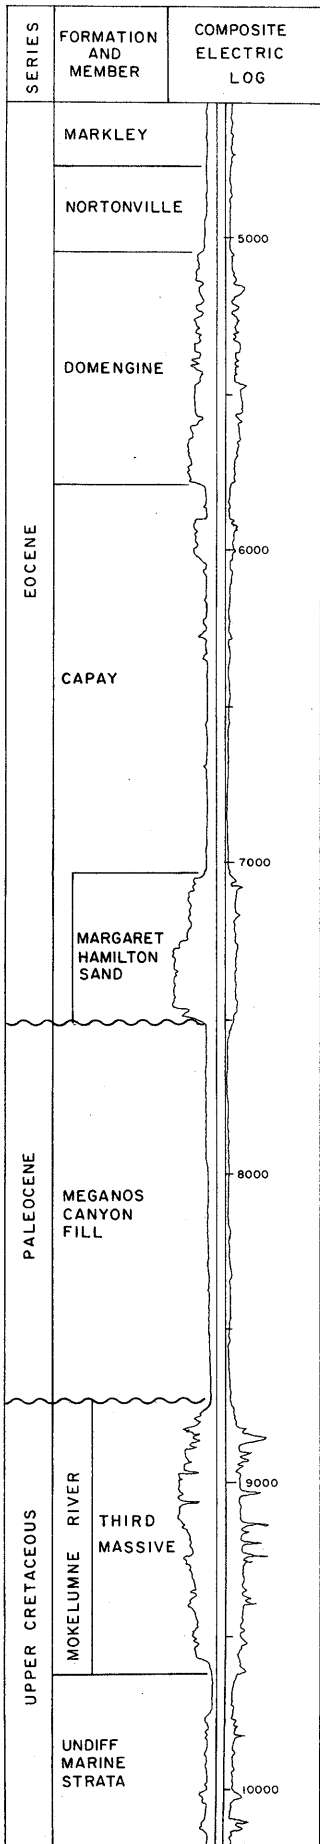 SERIES
FORMATION
AND
MEMBER
COMPOSITE
ELECTRIC
LOG
MARKLEY
NORTONVILLE
5000
DOMENGINE
EOCENE
6000
CAPAY
7000
MARGARET
HAMILTON
SAND
PALEOCENE
8000
MEGANOS
CANYON
FILL
UPPER CRETACEOUS
MOKELUMNE RIVER
9000
THIRD
MASSIVE
UNDIFF
MARINE
STRATA
10000